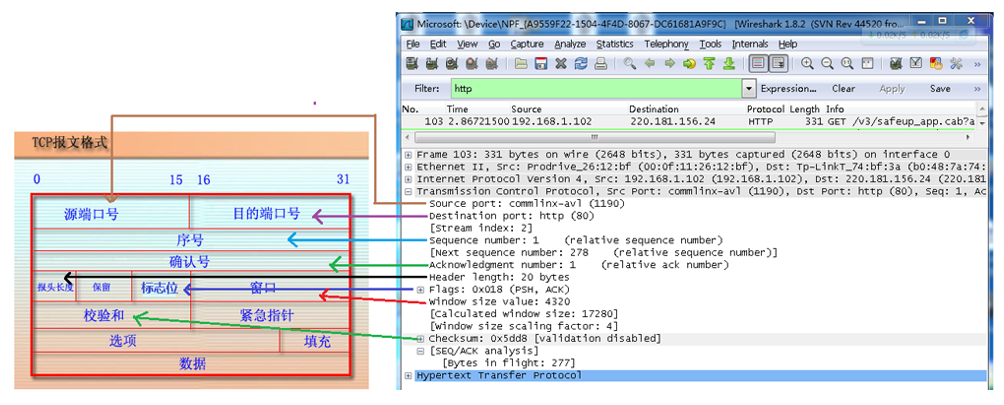 TCP报文格式
0 15 16 31
源端口号 目的端口号
序号
确认号
报头长度 保留 标志位 窗口
校验和 紧急指针
选项 填充
数据
Microsoft: \Device\NPF_{A9559F22-1504-4F4D-8067-DC61681A9F9C} [Wireshark 1.8.2 (SVN Rev 44520 fro...
File Edit View Go Capture Analyze Statistics Telephony Tools Internals Help
Filter: http Expression... Clear Apply Save
No. Time Source Destination Protocol Length Info
103 2.86721500 192.168.1.102 220.181.156.24 HTTP 331 GET /v3/safeup_app.cab?a
Frame 103: 331 bytes on wire (2648 bits), 331 bytes captured (2648 bits) on interface 0
Ethernet II, Src: Prodrive_26:12:bf (00:0f:11:26:12:bf), Dst: Tp-LinkT_74:bf:3a (b0:48:7a:74:
Internet Protocol Version 4, Src: 192.168.1.102 (192.168.1.102), Dst: 220.181.156.24 (220.181
Transmission Control Protocol, Src Port: commlinx-avl (1190), Dst Port: http (80), Seq: 1, Ac
Source port: commlinx-avl (1190)
Destination port: http (80)
[Stream index: 2]
Sequence number: 1 (relative sequence number)
[Next sequence number: 278 (relative sequence number)]
Acknowledgment number: 1 (relative ack number)
Header length: 20 bytes
Flags: 0x018 (PSH, ACK)
Window size value: 4320
[Calculated window size: 17280]
[Window size scaling factor: 4]
Checksum: 0x5dd8 [validation disabled]
[SEQ/ACK analysis]
[Bytes in flight: 277]
Hypertext Transfer Protocol